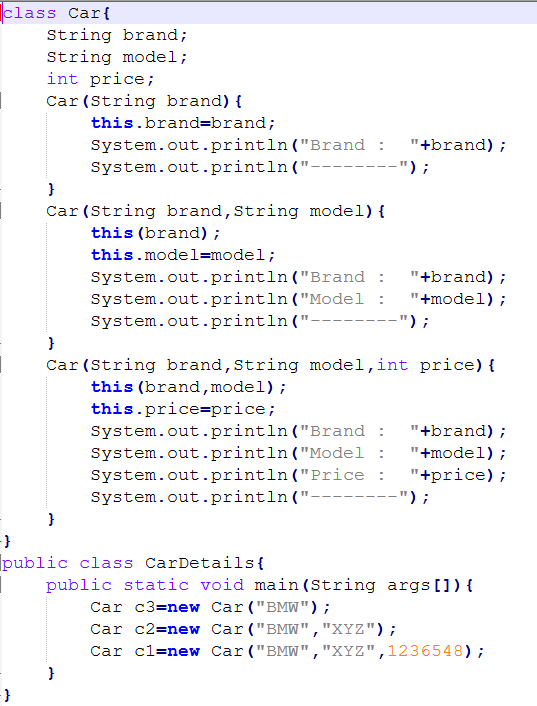 class Car{
    String brand;
    String model;
    int price;
    Car(String brand){
        this.brand=brand;
        System.out.println("Brand :  "+brand);
        System.out.println("--------");
    }
    Car(String brand,String model){
        this(brand);
        this.model=model;
        System.out.println("Brand :  "+brand);
        System.out.println("Model :  "+model);
        System.out.println("--------");
    }
    Car(String brand,String model,int price){
        this(brand,model);
        this.price=price;
        System.out.println("Brand :  "+brand);
        System.out.println("Model :  "+model);
        System.out.println("Price :  "+price);
        System.out.println("--------");
    }
}
public class CarDetails{
    public static void main(String args[]){
        Car c3=new Car("BMW");
        Car c2=new Car("BMW","XYZ");
        Car c1=new Car("BMW","XYZ",1236548);
    }
}